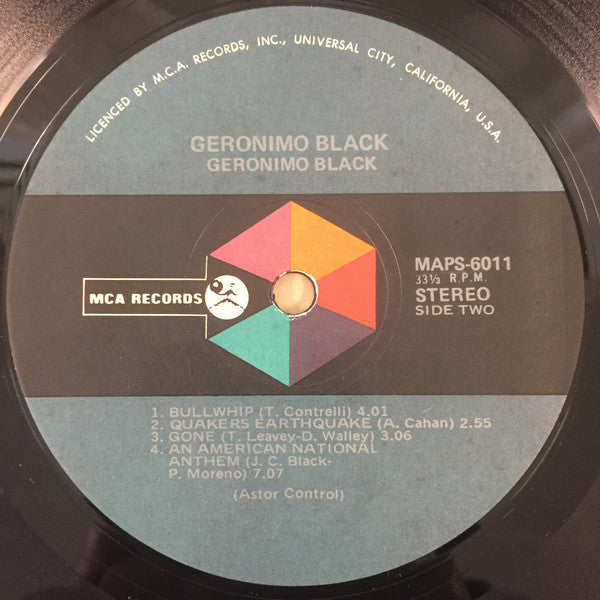 LICENCED BY M.C.A. RECORDS, INC., UNIVERSAL CITY, CALIFORNIA, U.S.A.
GERONIMO BLACK
GERONIMO BLACK
MCA RECORDS
MAPS-6011
33⅓ R.P.M.
STEREO
SIDE TWO
1. BULLWHIP (T. Contrelli) 4.01
2. QUAKERS EARTHQUAKE (A. Cahan) 2.55
3. GONE (T. Leavey-D. Walley) 3.06
4. AN AMERICAN NATIONAL
ANTHEM (J. C. Black-
P. Moreno) 7.07
(Astor Control)